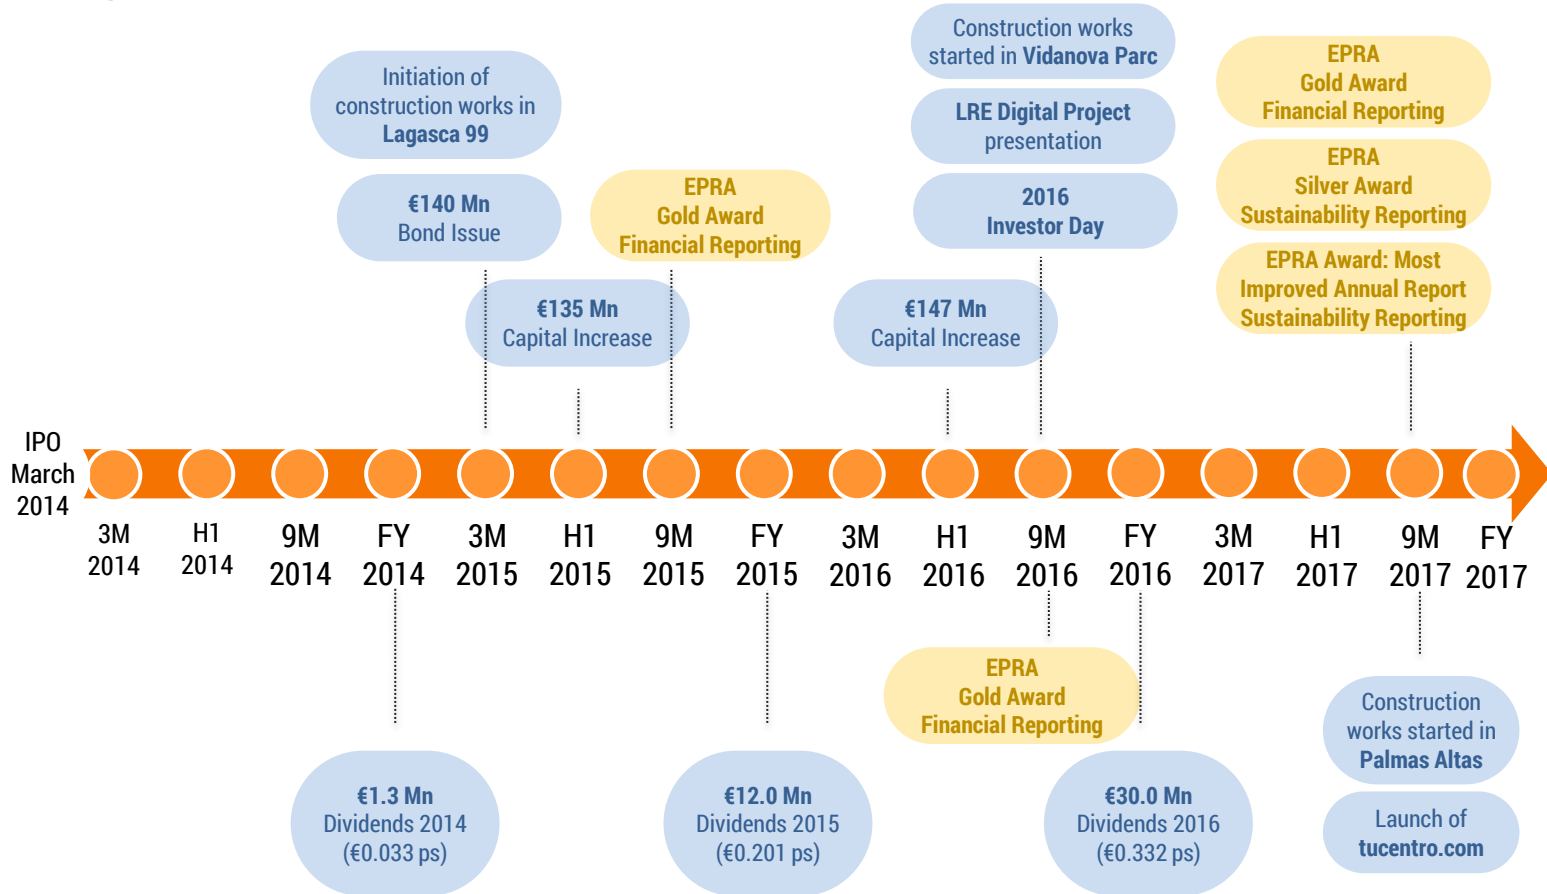 Initiation of
construction works in
Lagasca 99
€140 Mn
Bond Issue
EPRA
Gold Award
Financial Reporting
€135 Mn
Capital Increase
Construction works
started in Vidanova Parc
LRE Digital Project
presentation
2016
Investor Day
€147 Mn
Capital Increase
EPRA
Gold Award
Financial Reporting
EPRA
Silver Award
Sustainability Reporting
EPRA Award: Most
Improved Annual Report
Sustainability Reporting
IPO
March
2014
3M
2014
H1
2014
9M
2014
FY
2014
3M
2015
H1
2015
9M
2015
FY
2015
3M
2016
H1
2016
9M
2016
FY
2016
3M
2017
H1
2017
9M
2017
FY
2017
€1.3 Mn
Dividends 2014
(€0.033 ps)
€12.0 Mn
Dividends 2015
(€0.201 ps)
EPRA
Gold Award
Financial Reporting
€30.0 Mn
Dividends 2016
(€0.332 ps)
Construction
works started in
Palmas Altas
Launch of
tucentro.com